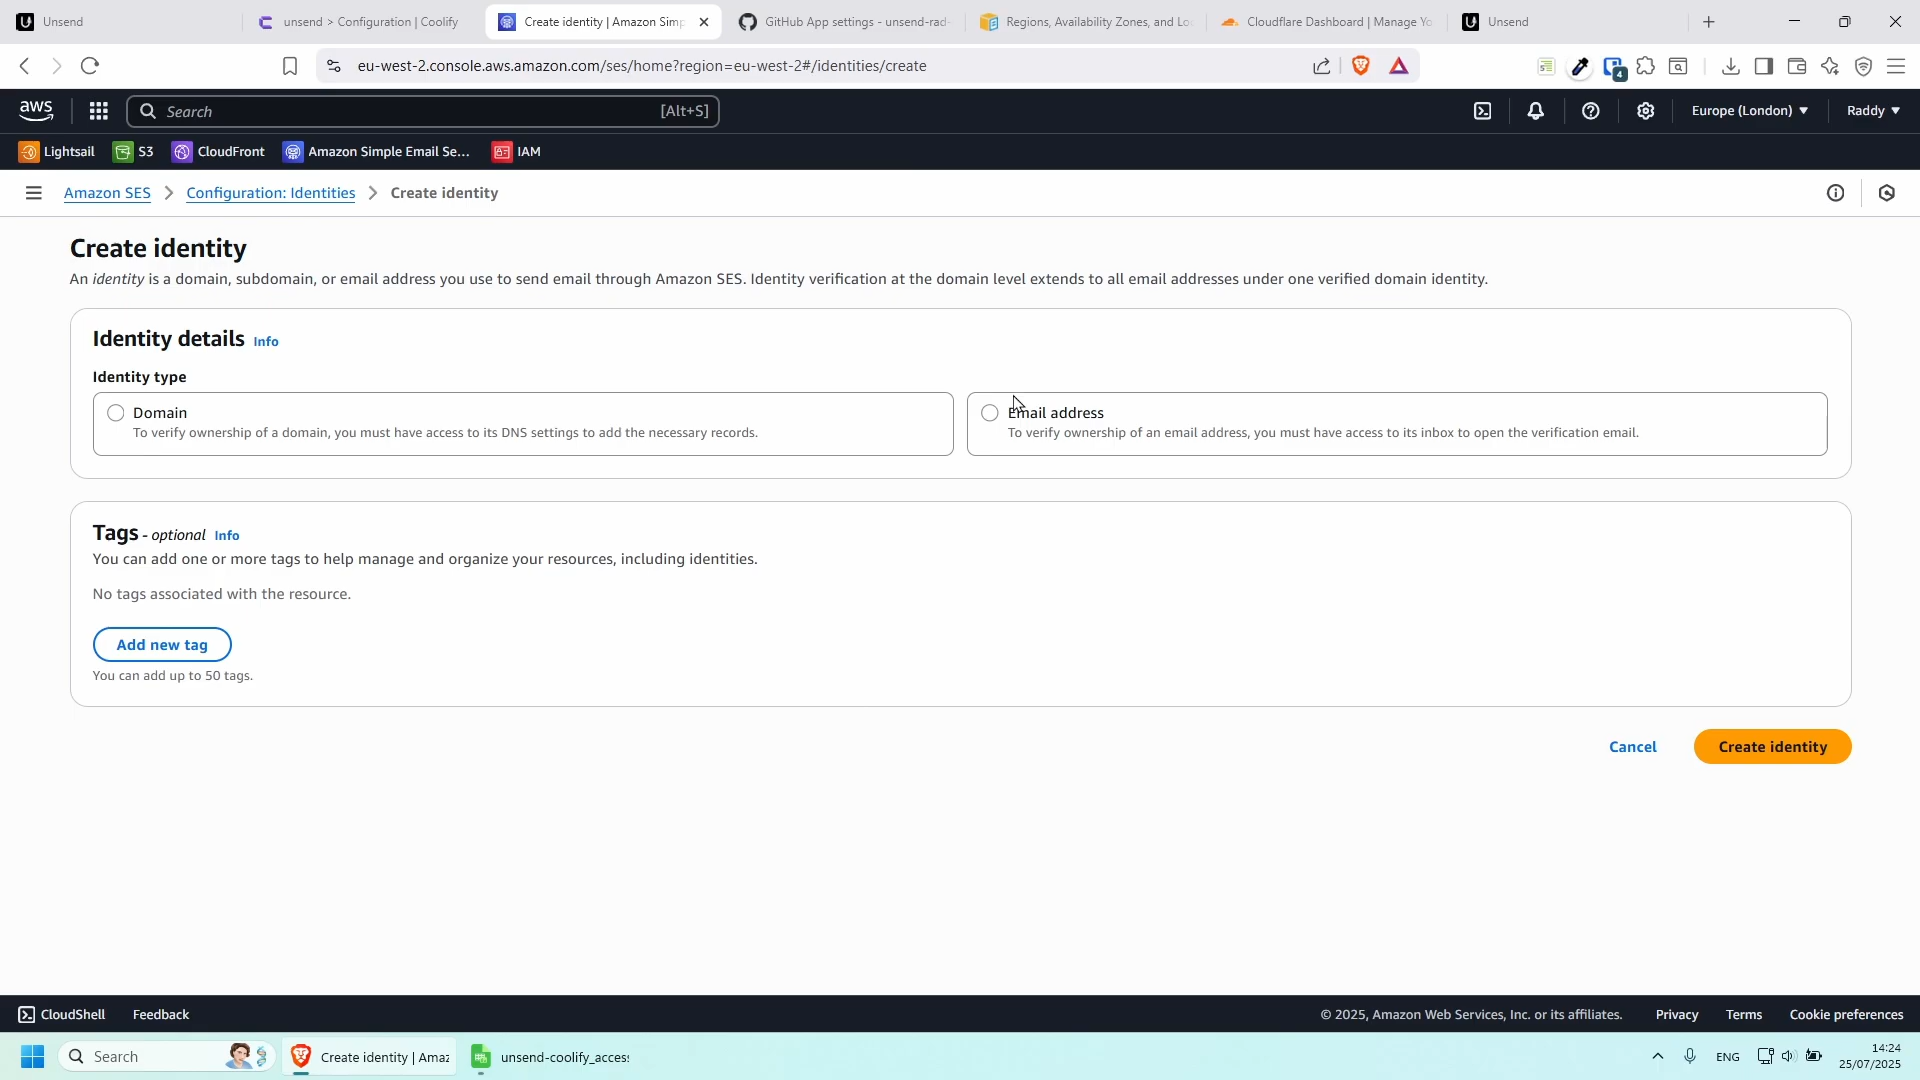 Unsend
unsend > Configuration | Coolify
Create identity | Amazon Simp
GitHub App settings - unsend-rad
Regions, Availability Zones, and Lo
Cloudflare Dashboard | Manage Yo
Unsend
eu-west-2.console.aws.amazon.com/ses/home?region=eu-west-2#/identities/create
4
aws
Search
[Alt+S]
Europe (London)
Raddy
Lightsail
S3
CloudFront
Amazon Simple Email Se...
IAM
Amazon SES
Configuration: Identities
Create identity
Create identity
An identity is a domain, subdomain, or email address you use to send email through Amazon SES. Identity verification at the domain level extends to all email addresses under one verified domain identity.
Identity details Info
Identity type
Domain
To verify ownership of a domain, you must have access to its DNS settings to add the necessary records.
Email address
To verify ownership of an email address, you must have access to its inbox to open the verification email.
Tags - optional Info
You can add one or more tags to help manage and organize your resources, including identities.
No tags associated with the resource.
Add new tag
You can add up to 50 tags.
Cancel
Create identity
CloudShell
Feedback
© 2025, Amazon Web Services, Inc. or its affiliates.
Privacy
Terms
Cookie preferences
Search
Create identity | Amaz
unsend-coolify_access
ENG
14:24
25/07/2025